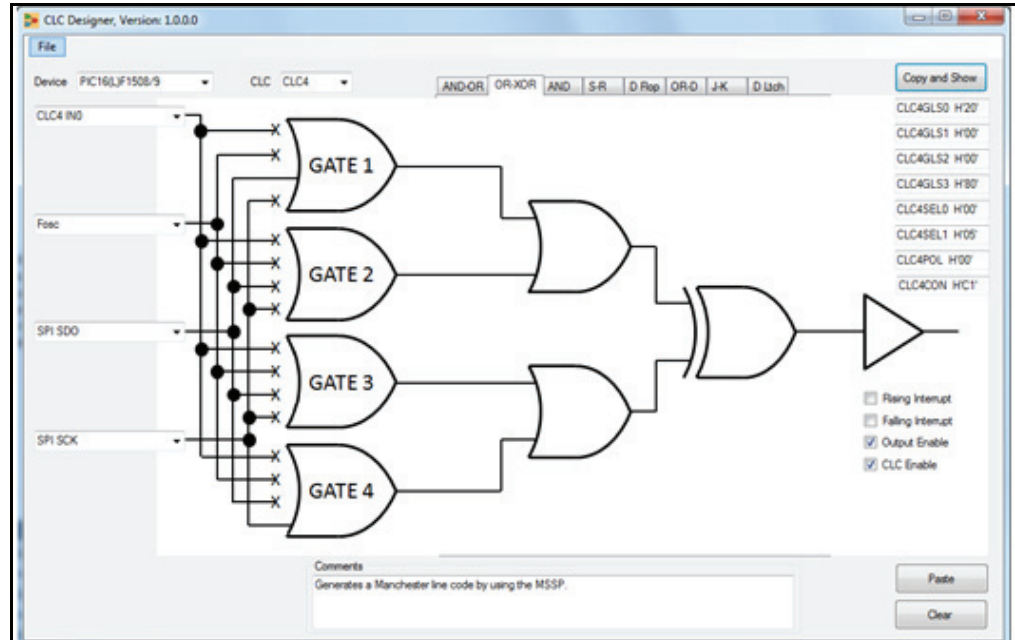 CLC Designer, Version: 1.0.0.0
File
Device PIC16(L)F1508/9 CLC CLC4
AND-OR OR-XOR AND S-R D Flop OR-D J-K D Ltch
Copy and Show
CLC4 IN0
Fosc
SPI SDO
SPI SCK
GATE 1
GATE 2
GATE 3
GATE 4
CLC4GLS0 H'20'
CLC4GLS1 H'00'
CLC4GLS2 H'00'
CLC4GLS3 H'80'
CLC4SEL0 H'00'
CLC4SEL1 H'05'
CLC4POL H'00'
CLC4CON H'C1'
Rising Interrupt
Falling Interrupt
Output Enable
CLC Enable
Comments
Generates a Manchester line code by using the MSSP.
Paste
Clear